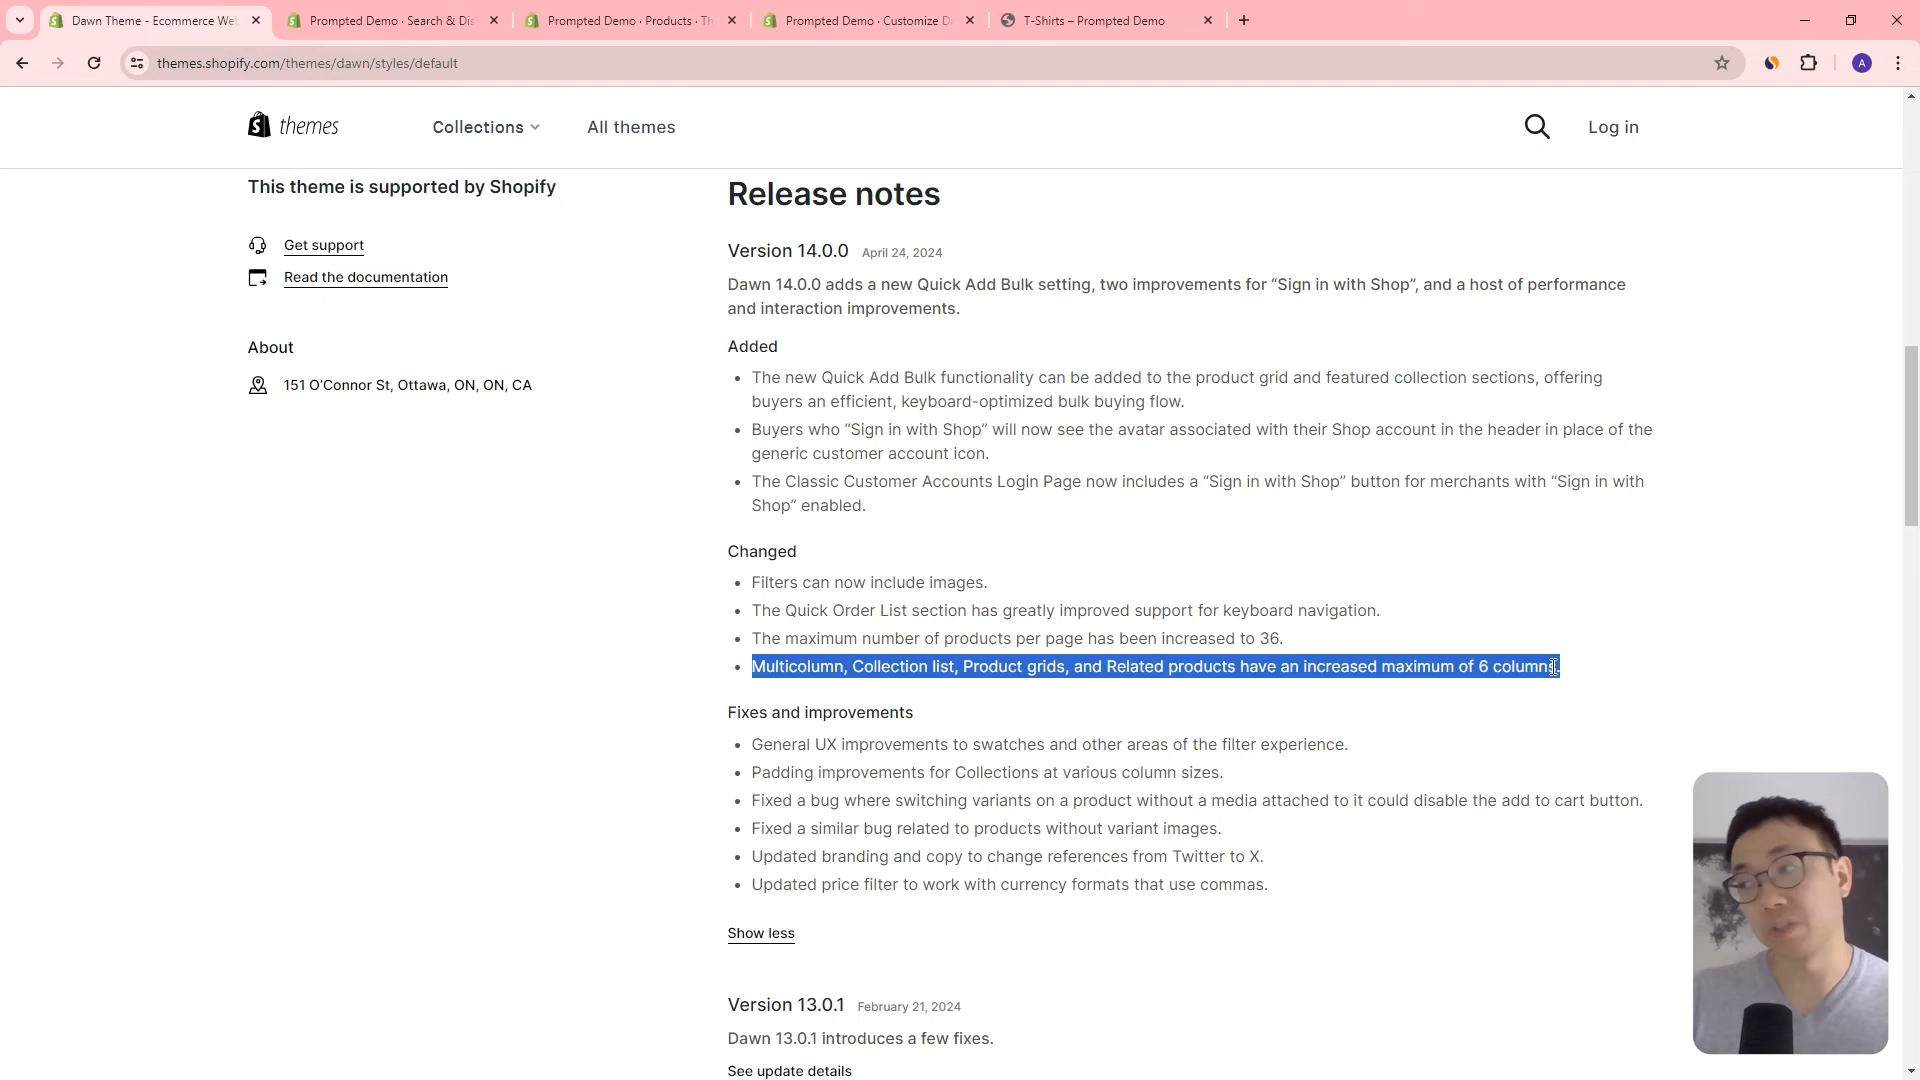 Dawn Theme - Ecommerce Web
Prompted Demo · Search & Dis
Prompted Demo · Products · Th
Prompted Demo · Customize D
T-Shirts – Prompted Demo
themes.shopify.com/themes/dawn/styles/default
A
themes
Collections
All themes
Log in
This theme is supported by Shopify
Get support
Read the documentation
About
151 O’Connor St, Ottawa, ON, ON, CA
Release notes
Version 14.0.0 April 24, 2024
Dawn 14.0.0 adds a new Quick Add Bulk setting, two improvements for “Sign in with Shop”, and a host of performance
and interaction improvements.
Added
• The new Quick Add Bulk functionality can be added to the product grid and featured collection sections, offering
buyers an efficient, keyboard-optimized bulk buying flow.
• Buyers who “Sign in with Shop” will now see the avatar associated with their Shop account in the header in place of the
generic customer account icon.
• The Classic Customer Accounts Login Page now includes a “Sign in with Shop” button for merchants with “Sign in with
Shop” enabled.
Changed
• Filters can now include images.
• The Quick Order List section has greatly improved support for keyboard navigation.
• The maximum number of products per page has been increased to 36.
• Multicolumn, Collection list, Product grids, and Related products have an increased maximum of 6 columns.
Fixes and improvements
• General UX improvements to swatches and other areas of the filter experience.
• Padding improvements for Collections at various column sizes.
• Fixed a bug where switching variants on a product without a media attached to it could disable the add to cart button.
• Fixed a similar bug related to products without variant images.
• Updated branding and copy to change references from Twitter to X.
• Updated price filter to work with currency formats that use commas.
Show less
Version 13.0.1 February 21, 2024
Dawn 13.0.1 introduces a few fixes.
See update details